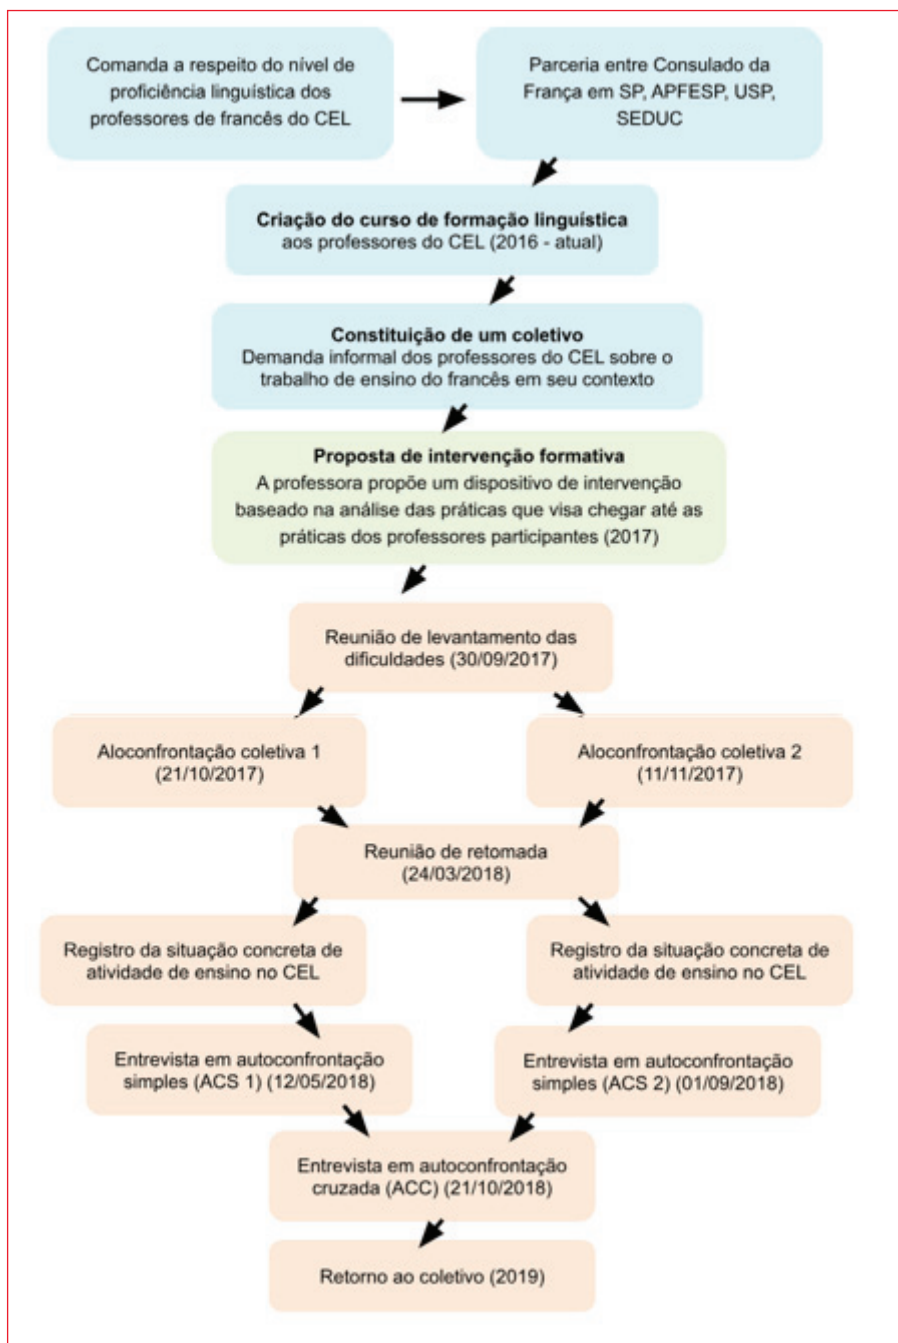 Comanda a respeito do nível de
proficiência linguística dos
professores de francês do CEL
Parceria entre Consulado da
França em SP, APFESP, USP,
SEDUC
Criação do curso de formação linguística
aos professores do CEL (2016 - atual)
Constituição de um coletivo
Demanda informal dos professores do CEL sobre o
trabalho de ensino do francês em seu contexto
Proposta de intervenção formativa
A professora propõe um dispositivo de intervenção
baseado na análise das práticas que visa chegar até as
práticas dos professores participantes (2017)
Reunião de levantamento das
dificuldades (30/09/2017)
Aloconfrontação coletiva 1
(21/10/2017)
Aloconfrontação coletiva 2
(11/11/2017)
Reunião de retomada
(24/03/2018)
Registro da situação concreta de
atividade de ensino no CEL
Registro da situação concreta de
atividade de ensino no CEL
Entrevista em autoconfrontação
simples (ACS 1) (12/05/2018)
Entrevista em autoconfrontação
simples (ACS 2) (01/09/2018)
Entrevista em autoconfrontação
cruzada (ACC) (21/10/2018)
Retorno ao coletivo (2019)